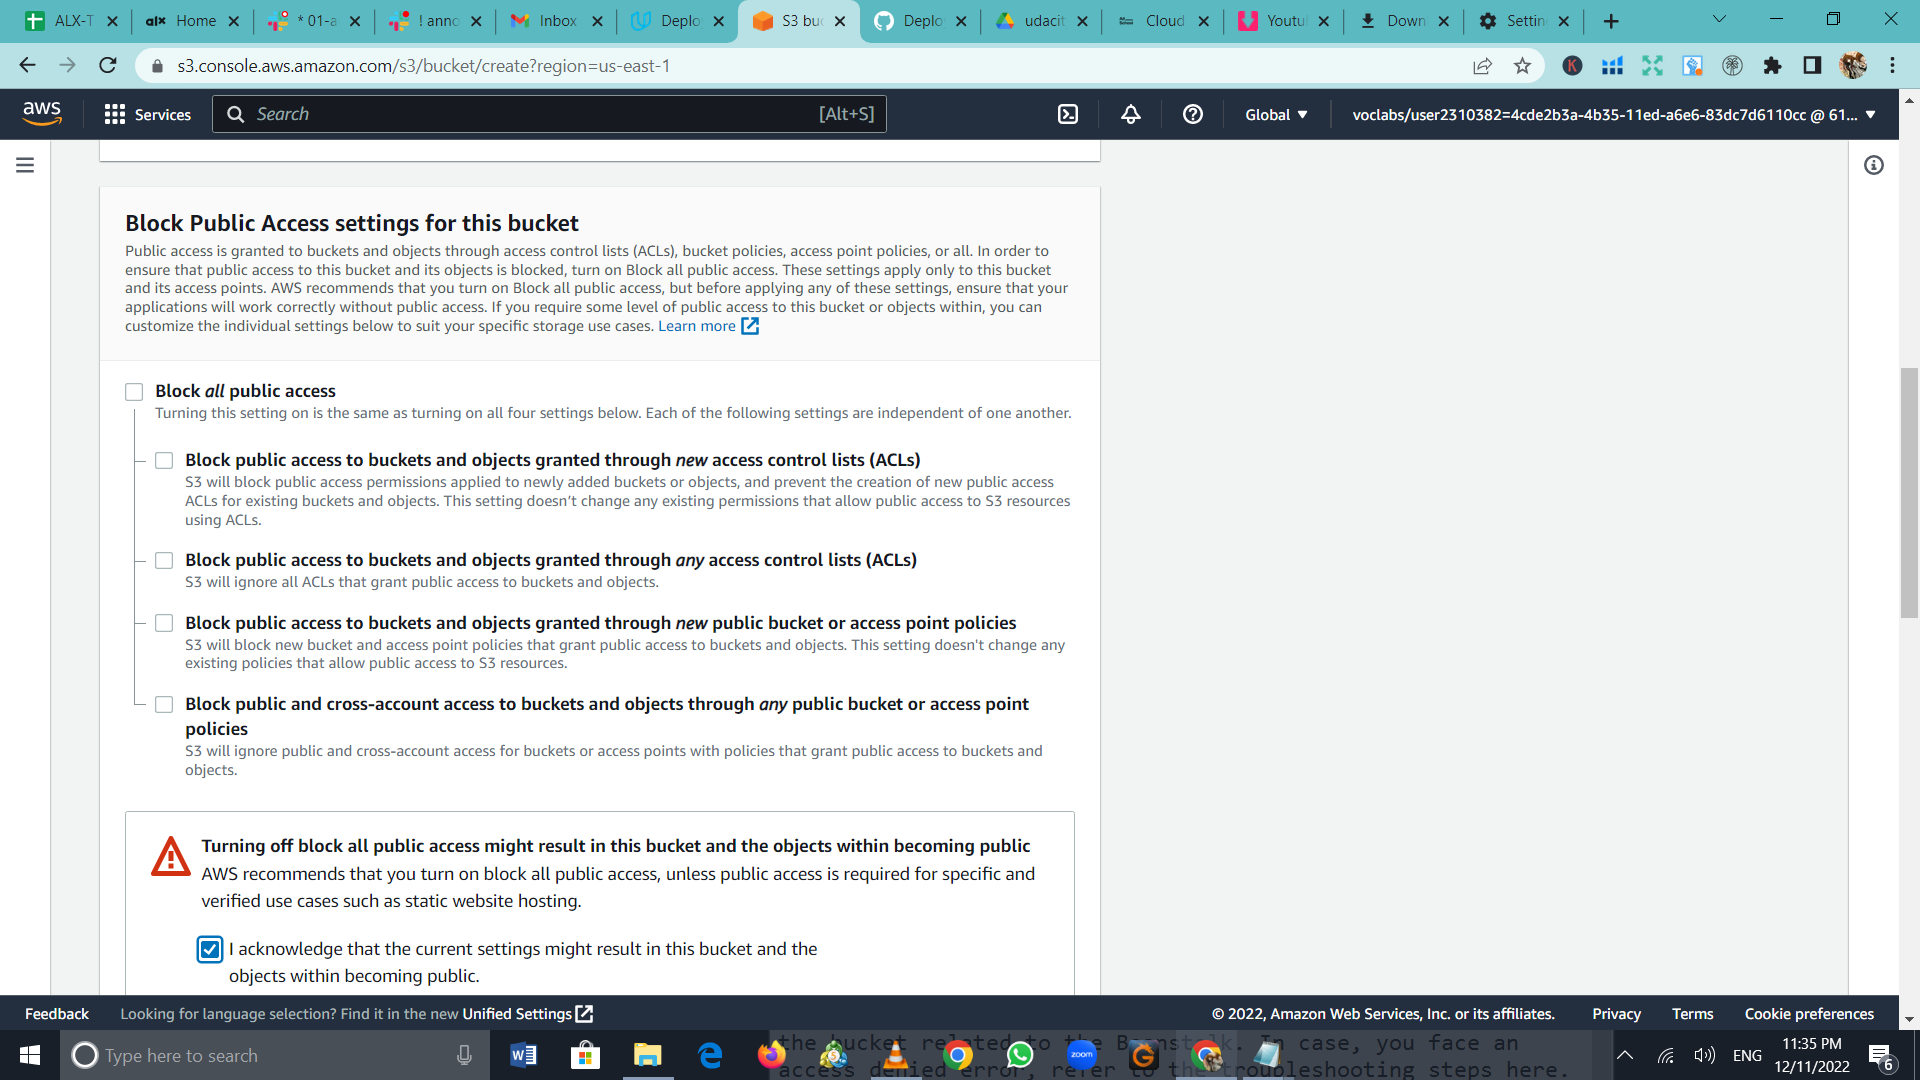 ALX-T
alx Home
* 01-a
! anno
Inbox
Deplo
S3 buc
Deplo
udacit
Cloud
Youtu
Down
Settin
s3.console.aws.amazon.com/s3/bucket/create?region=us-east-1
aws
Services
Search
[Alt+S]
Global
voclabs/user2310382=4cde2b3a-4b35-11ed-a6e6-83dc7d6110cc @ 61...
Block Public Access settings for this bucket
Public access is granted to buckets and objects through access control lists (ACLs), bucket policies, access point policies, or all. In order to
ensure that public access to this bucket and its objects is blocked, turn on Block all public access. These settings apply only to this bucket
and its access points. AWS recommends that you turn on Block all public access, but before applying any of these settings, ensure that your
applications will work correctly without public access. If you require some level of public access to this bucket or objects within, you can
customize the individual settings below to suit your specific storage use cases. Learn more
Block all public access
Turning this setting on is the same as turning on all four settings below. Each of the following settings are independent of one another.
Block public access to buckets and objects granted through new access control lists (ACLs)
S3 will block public access permissions applied to newly added buckets or objects, and prevent the creation of new public access
ACLs for existing buckets and objects. This setting doesn't change any existing permissions that allow public access to S3 resources
using ACLs.
Block public access to buckets and objects granted through any access control lists (ACLs)
S3 will ignore all ACLs that grant public access to buckets and objects.
Block public access to buckets and objects granted through new public bucket or access point policies
S3 will block new bucket and access point policies that grant public access to buckets and objects. This setting doesn't change any
existing policies that allow public access to S3 resources.
Block public and cross-account access to buckets and objects through any public bucket or access point
policies
S3 will ignore public and cross-account access for buckets or access points with policies that grant public access to buckets and
objects.
Turning off block all public access might result in this bucket and the objects within becoming public
AWS recommends that you turn on block all public access, unless public access is required for specific and
verified use cases such as static website hosting.
I acknowledge that the current settings might result in this bucket and the
objects within becoming public.
Feedback
Looking for language selection? Find it in the new Unified Settings
© 2022, Amazon Web Services, Inc. or its affiliates.
Privacy
Terms
Cookie preferences
Type here to search
zoom
the bucket related to the case, you face an
access denied error, refer to the troubleshooting steps here.
ENG
11:35 PM
12/11/2022
6